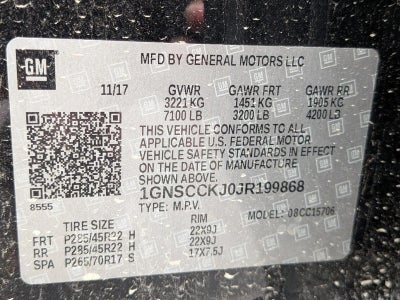 GM
MFD BY GENERAL MOTORS LLC
11/17 GVWR GAWR FRT GAWR RR
3221 KG 1451 KG 1905 KG
7100 LB 3200 LB 4200 LB
THIS VEHICLE CONFORMS TO ALL
APPLICABLE U.S. FEDERAL MOTOR
VEHICLE SAFETY STANDARDS IN EFFECT
ON THE DATE OF MANUFACTURE
SHOWN ABOVE.
1GNSCCKJ0JR199868
8555 TYPE: M.P.V. MODEL: 08CC15706
TIRE SIZE RIM
FRT P285/45R22 H 22X9J
RR P285/45R22 H 22X9J
SPA P265/70R17 S 17X7.5J